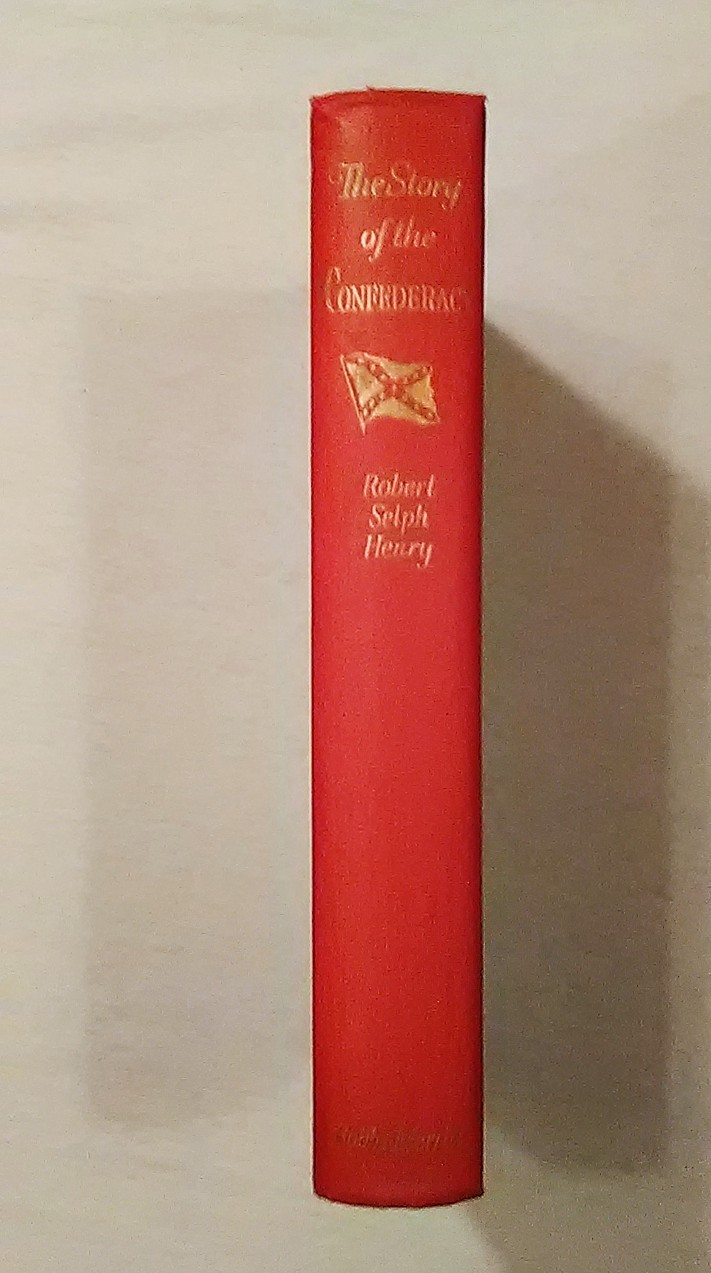 The Story
of the
CONFEDERACY
Robert
Selph
Henry